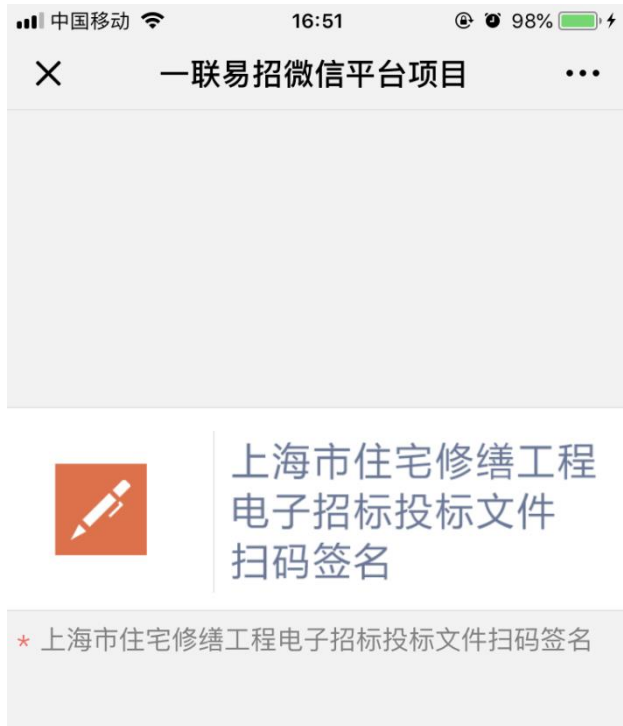 中国移动 16:51 98%
一联易招微信平台项目
上海市住宅修缮工程
电子招标投标文件
扫码签名
* 上海市住宅修缮工程电子招标投标文件扫码签名